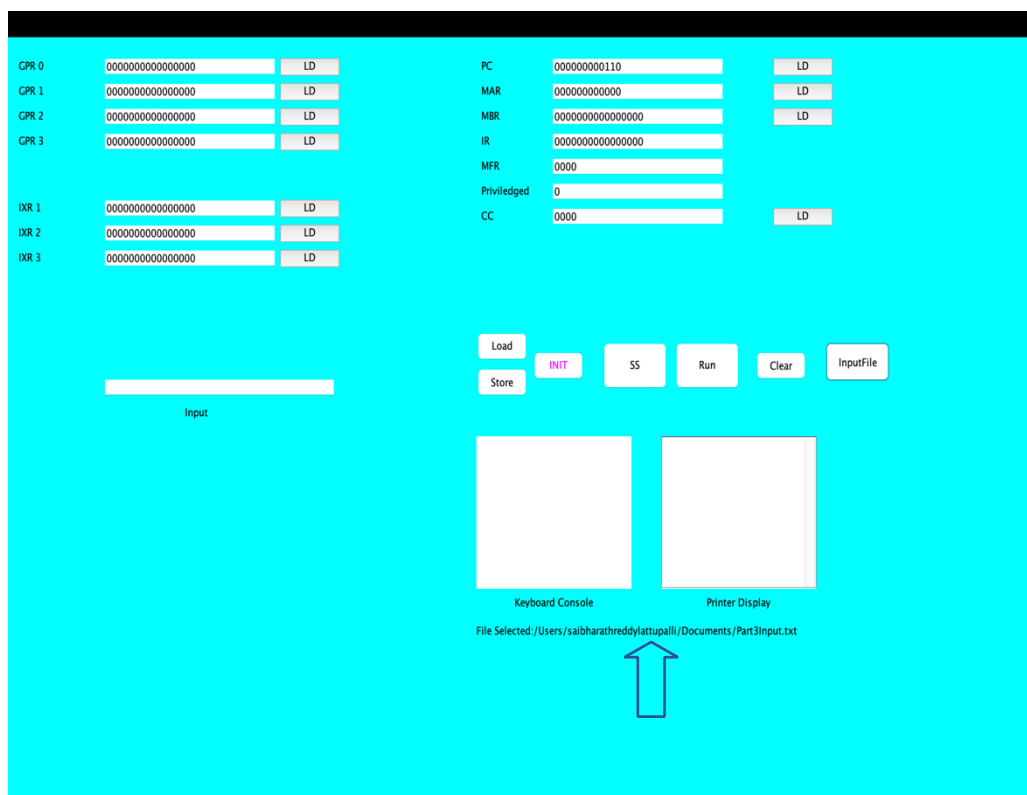 GPR 0 0000000000000000 LD
GPR 1 0000000000000000 LD
GPR 2 0000000000000000 LD
GPR 3 0000000000000000 LD
IXR 1 0000000000000000 LD
IXR 2 0000000000000000 LD
IXR 3 0000000000000000 LD
PC 000000000110 LD
MAR 000000000000 LD
MBR 0000000000000000 LD
IR 0000000000000000
MFR 0000
Priviledged 0
CC 0000 LD
Input
Load
Store
INIT SS Run Clear InputFile
Keyboard Console Printer Display
File Selected:/Users/saibharathreddylattupalli/Documents/Part3Input.txt